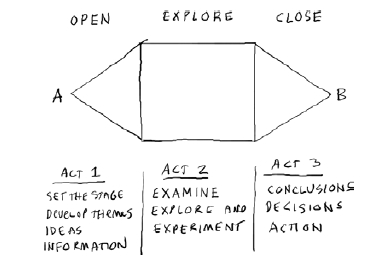 OPEN EXPLORE CLOSE
A B
ACT 1
SET THE STAGE
DEVELOP THEMES
IDEAS
INFORMATION
ACT 2
EXAMINE
EXPLORE AND
EXPERIMENT
ACT 3
CONCLUSIONS
DECISIONS
ACTION